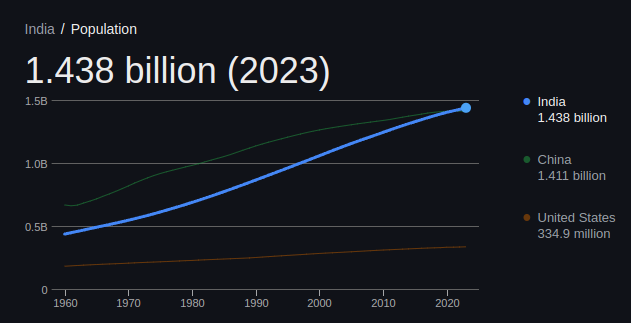 India / Population
1.438 billion (2023)
1.5B
1.0B
0.5B
0
1960 1970 1980 1990 2000 2010 2020
India
1.438 billion
China
1.411 billion
United States
334.9 million